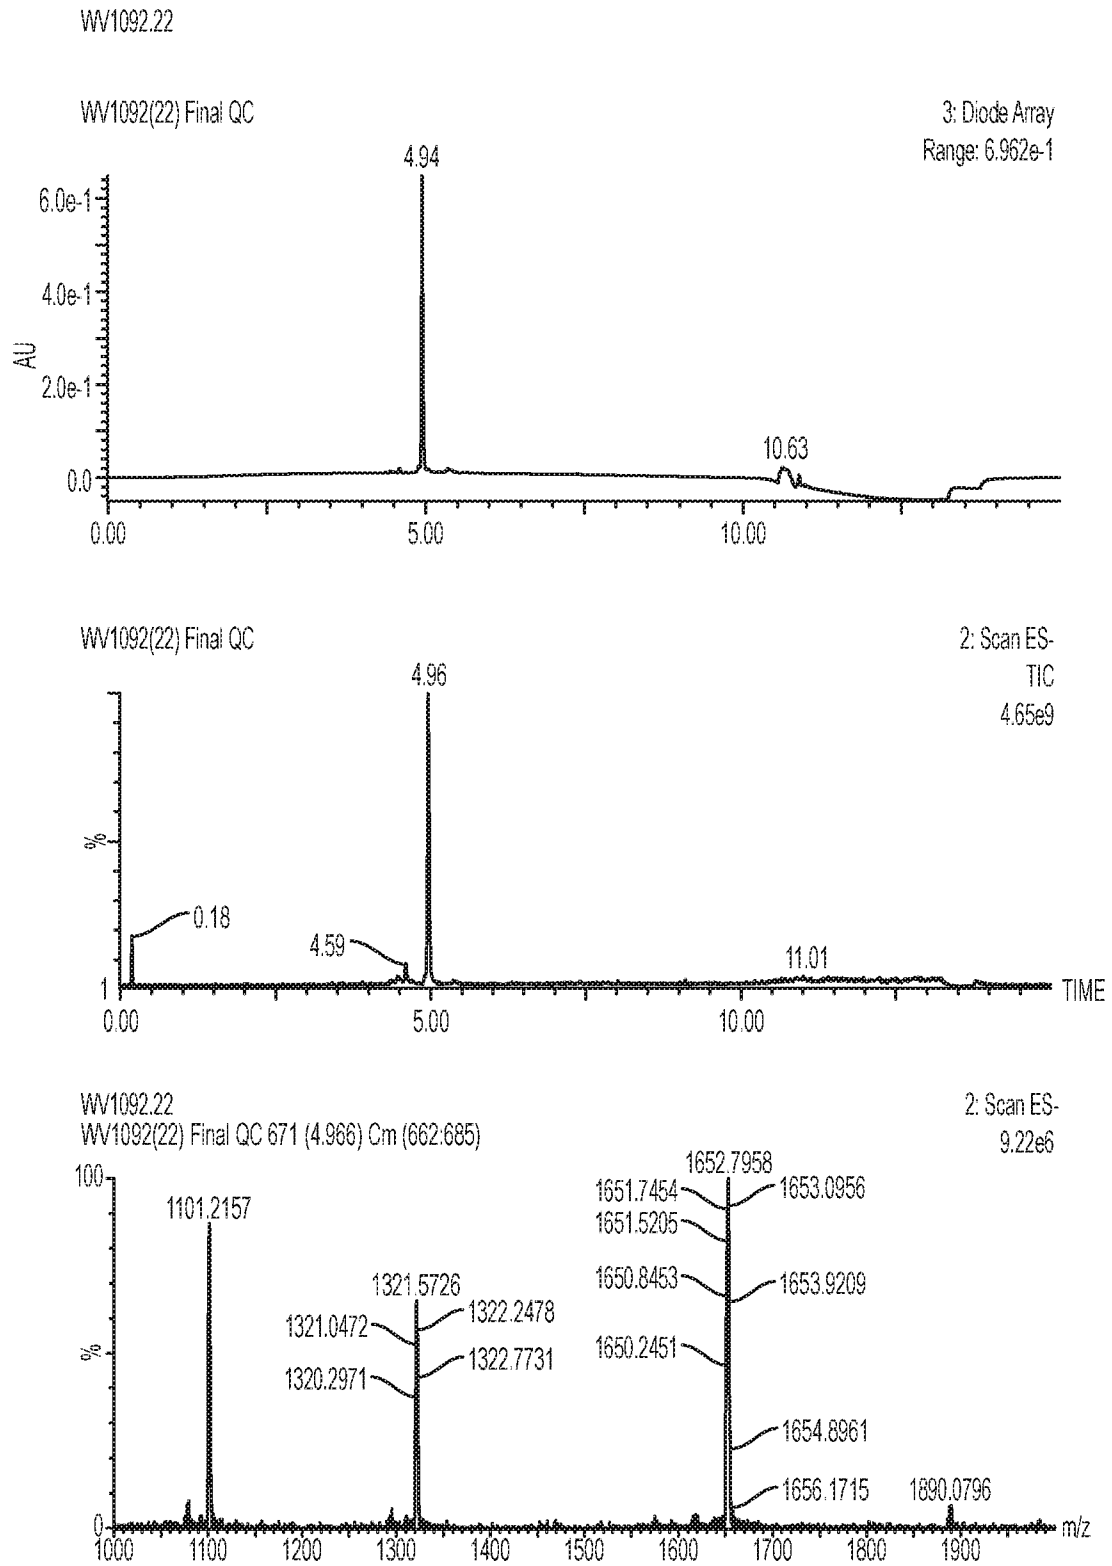 WV1092.22
WV1092(22) Final QC
3: Diode Array
Range: 6.962e-1
4.94
6.0e-1
4.0e-1
AU
2.0e-1
10.63
0.0
0.00 5.00 10.00
WV1092(22) Final QC
2: Scan ES-
TIC
4.65e9
4.96
%
0.18
4.59
11.01
1
TIME
0.00 5.00 10.00
WV1092.22
WV1092(22) Final QC 671 (4.966) Cm (662:685)
2: Scan ES-
9.22e6
100
1652.7958
1651.7454 1653.0956
1101.2157
1651.5205
1321.5726 1650.8453 1653.9209
1321.0472 1322.2478
% 1650.2451
1320.2971 1322.7731
1654.8961
1656.1715 1890.0796
0 m/z
1000 1100 1200 1300 1400 1500 1600 1700 1800 1900